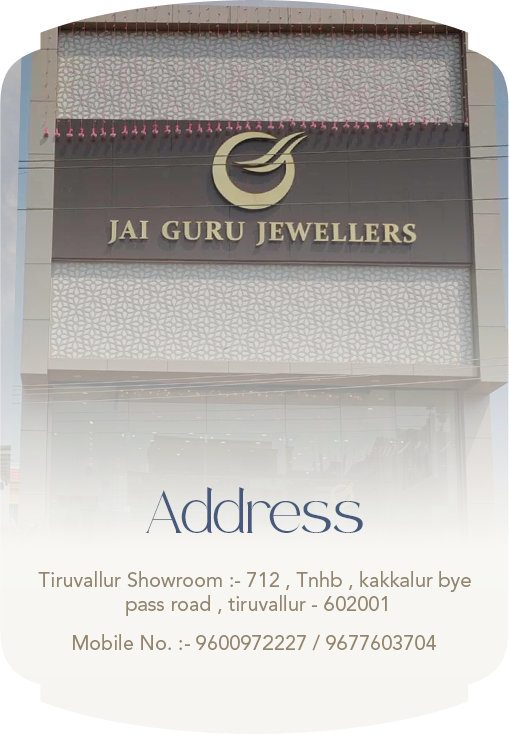 JAI GURU JEWELLERS
Address
Tiruvallur Showroom :- 712 , Tnhb , kakkalur bye
pass road , tiruvallur - 602001
Mobile No. :- 9600972227 / 9677603704